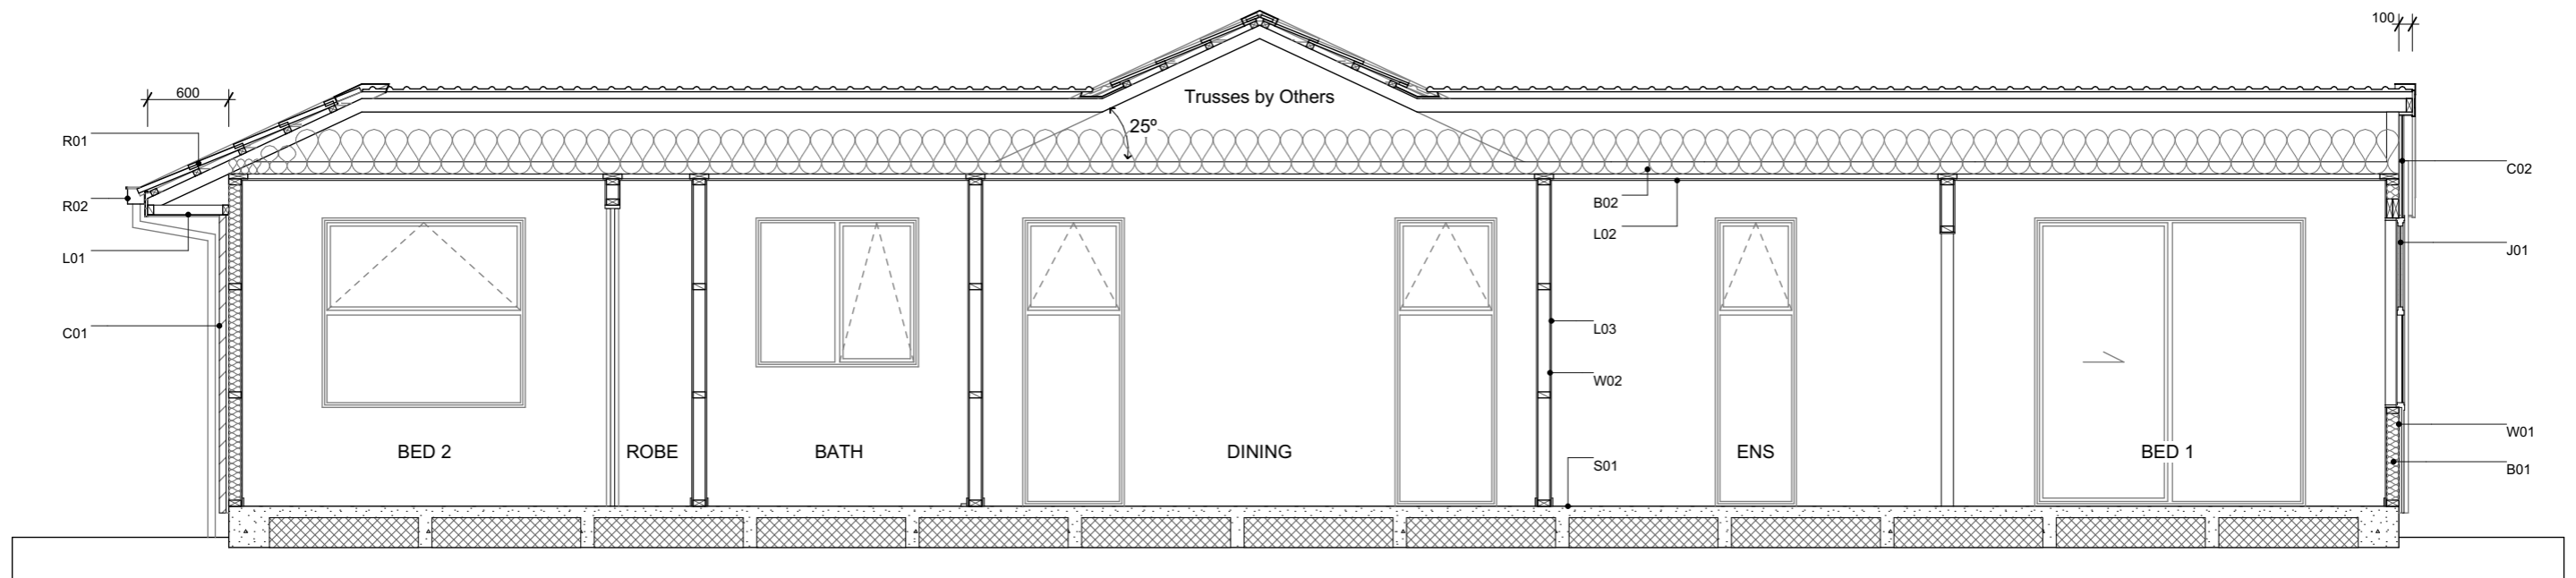 100
600
Trusses by Others
25º
R01
R02
L01
C01
B02
L02
L03
W02
S01
C02
J01
W01
B01
BED 2
ROBE
BATH
DINING
ENS
BED 1